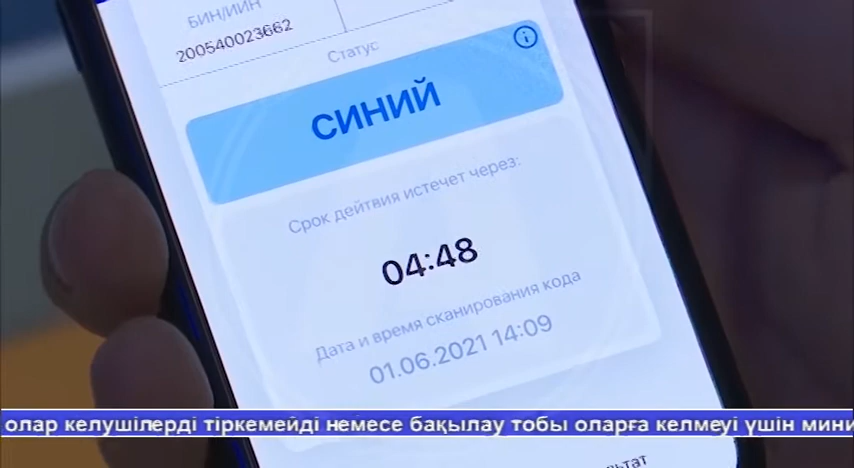 БИН/ИИН
200540023662
Статус
СИНИЙ
Срок дейтвия истечет через:
04:48
Дата и время сканирования кода
01.06.2021 14:09
олар келушілерді тіркемейді немесе бақылау тобы оларға келмеуі үшін мини